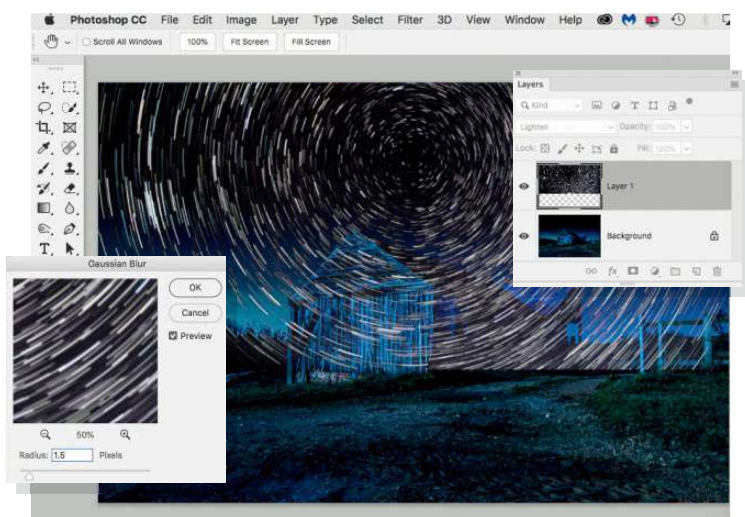 Photoshop CC File Edit Image Layer Type Select Filter 3D View Window Help
Scroll All Windows 100% Fit Screen Fill Screen
Layers
Kind
Lighten Opacity: 100%
Lock: Fill: 100%
Layer 1
Background
fx
Gaussian Blur
OK
Cancel
Preview
50%
Radius: 1.5 Pixels